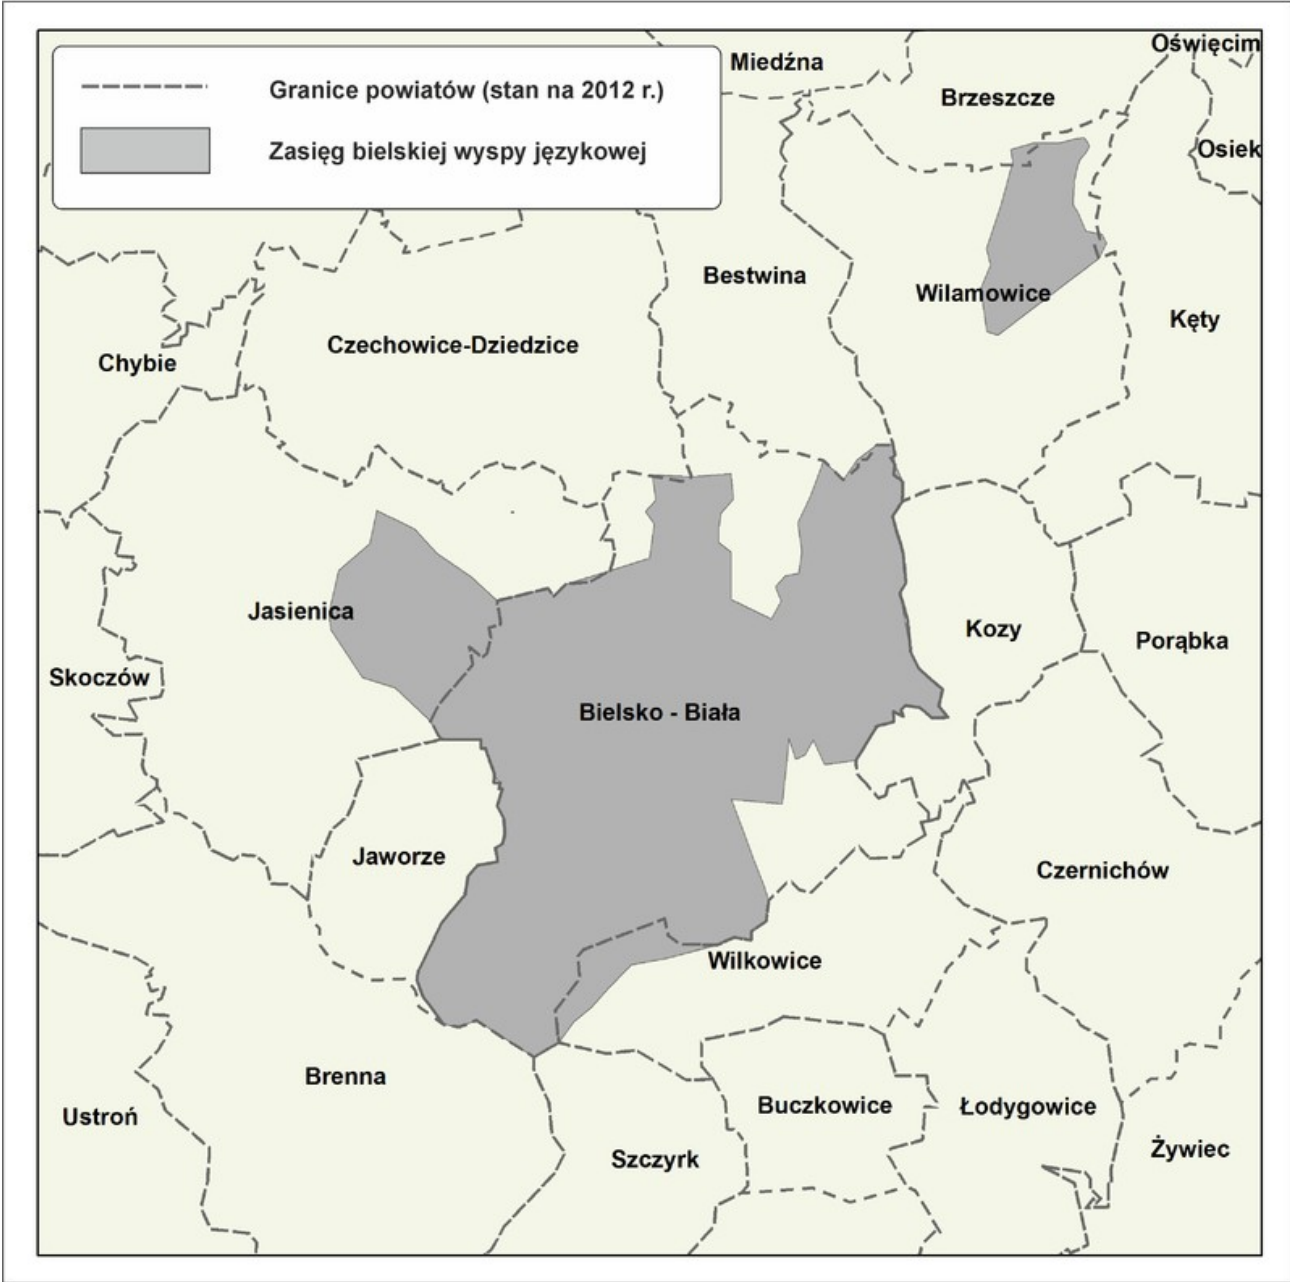 Granice powiatów (stan na 2012 r.)
Zasięg bielskiej wyspy językowej
Oświęcim
Miedźna
Brzeszcze
Osiek
Bestwina
Wilamowice
Kęty
Czechowice-Dziedzice
Chybie
Jasienica
Kozy
Porąbka
Skoczów
Bielsko - Biała
Jaworze
Czernichów
Wilkowice
Brenna
Buczkowice
Łodygowice
Ustroń
Szczyrk
Żywiec